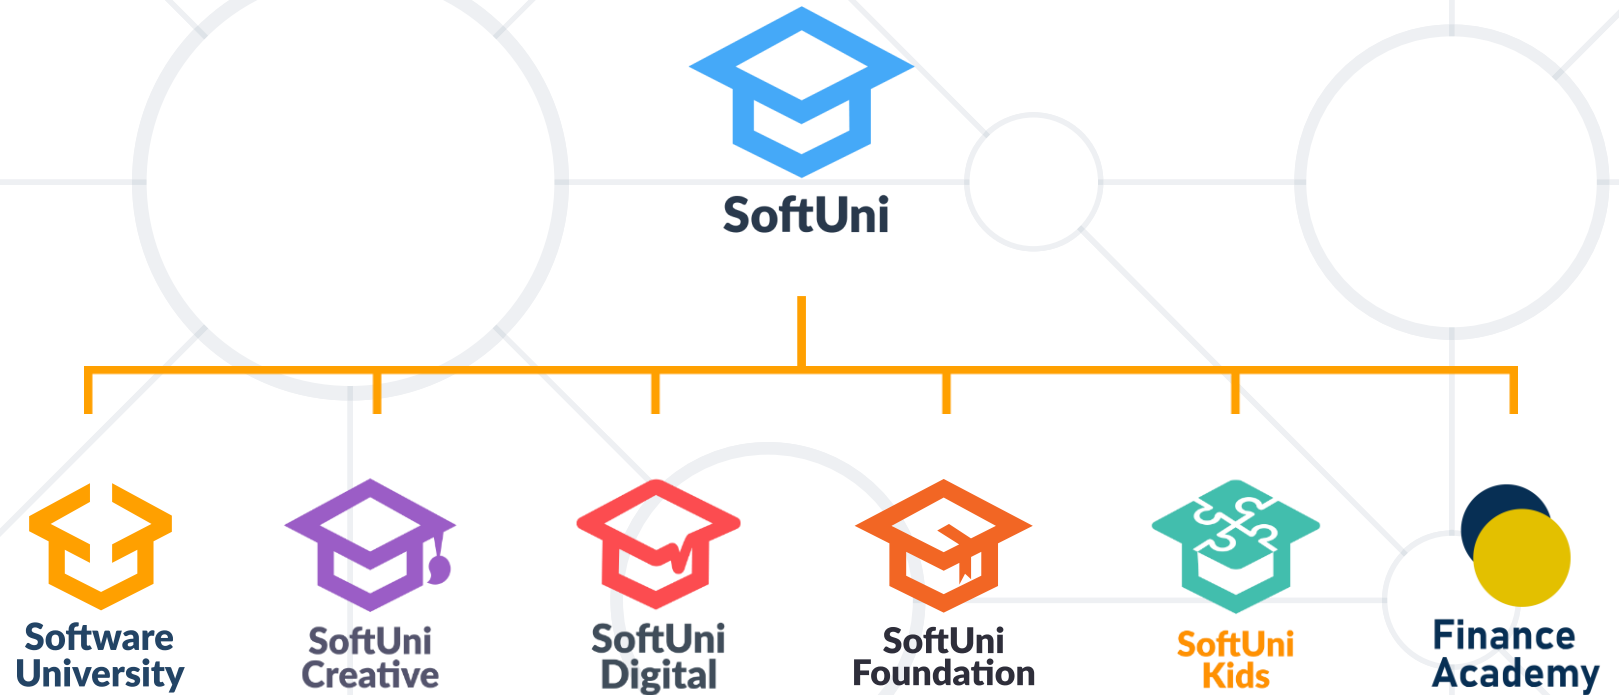 SoftUni
Software
University
SoftUni
Creative
SoftUni
Digital
SoftUni
Foundation
SoftUni
Kids
Finance
Academy